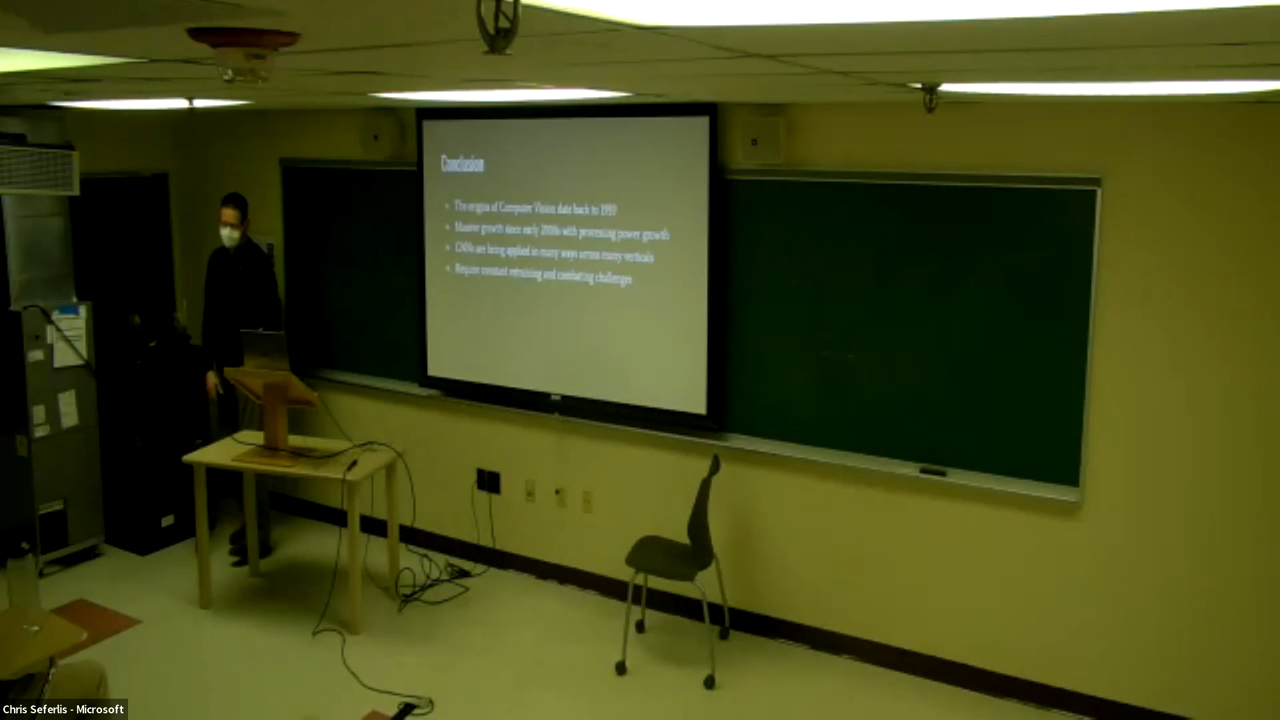 Conclusion
The origins of Computer Vision date back to 1959
Massive growth since early 2000s with processing power growth
CNNs are being applied in many ways across many verticals
Require constant retraining and combating challenges
Chris Seferlis - Microsoft